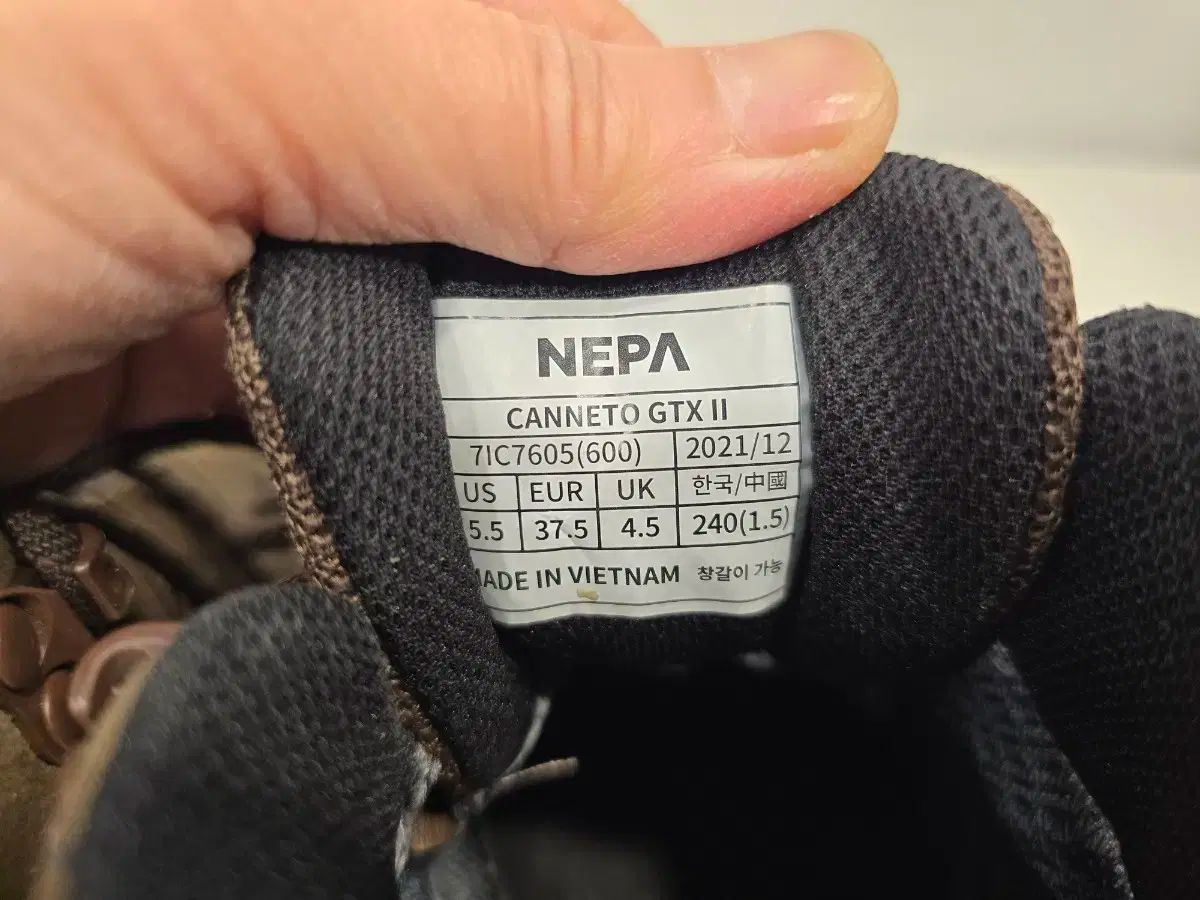 NEPA
CANNETO GTX II
7IC7605(600) 2021/12
US EUR UK 한국/中國
5.5 37.5 4.5 240(1.5)
MADE IN VIETNAM 창갈이 가능